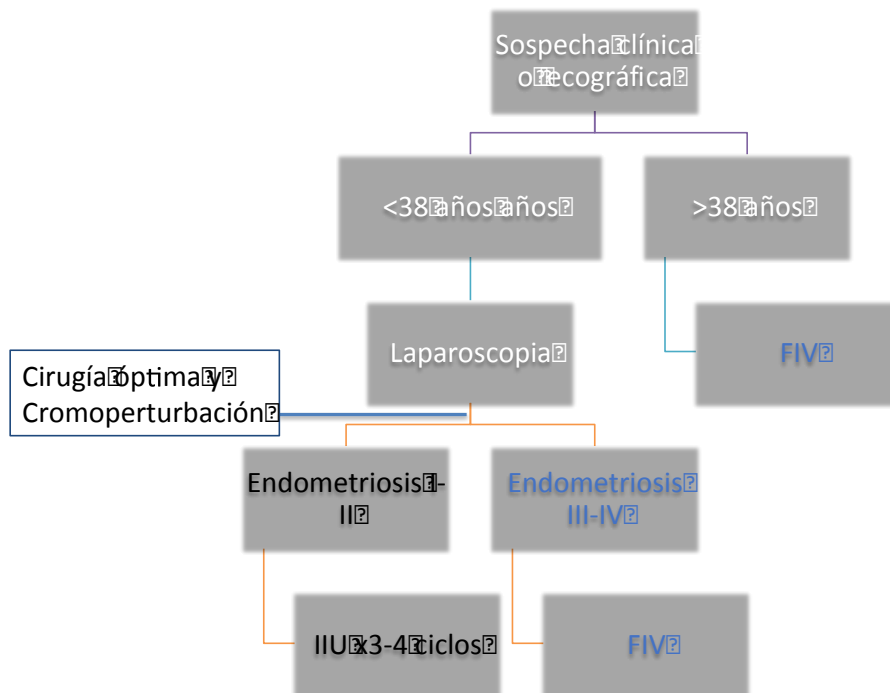 Sospecha clínica
o ecográfica
<38 años años
>38 años
Laparoscopia
FIV
Cirugía óptima y
Cromoperturbación
Endometriosis I-
II
Endometriosis
III-IV
IIU x3-4 ciclos
FIV